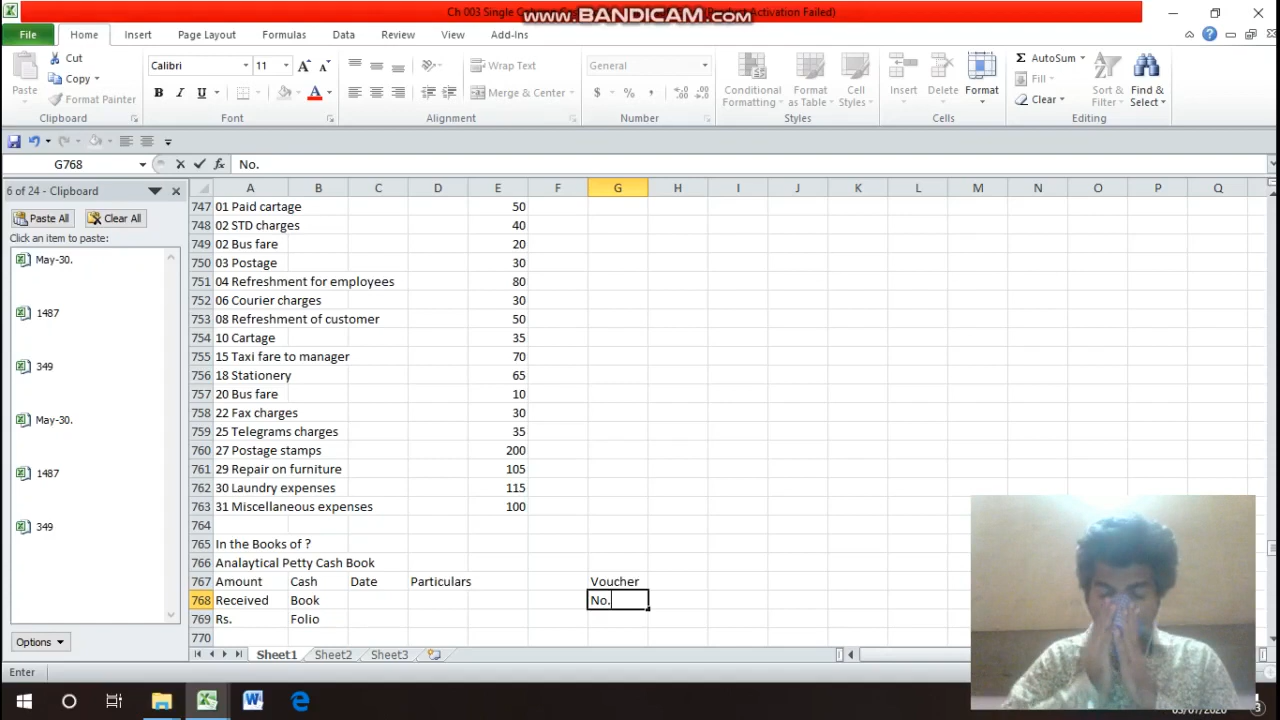 Ch 003 Single Column
www.BANDICAM.com
Activation Failed)
File Home Insert Page Layout Formulas Data Review View Add-Ins
Cut
Copy
Format Painter
Paste
Clipboard
Calibri 11
B I U
Font
Wrap Text
Merge & Center
Alignment
General
$ % ,
Number
Conditional Formatting
Format as Table
Cell Styles
Styles
Insert Delete Format
Cells
AutoSum
Fill
Clear
Sort & Filter
Find & Select
Editing
G768 fx No.
6 of 24 - Clipboard
Paste All Clear All
Click an item to paste:
May-30.
1487
349
May-30.
1487
349
Options
A B C D E F G H I J K L M N O P Q
747 01 Paid cartage 50
748 02 STD charges 40
749 02 Bus fare 20
750 03 Postage 30
751 04 Refreshment for employees 80
752 06 Courier charges 30
753 08 Refreshment of customer 50
754 10 Cartage 35
755 15 Taxi fare to manager 70
756 18 Stationery 65
757 20 Bus fare 10
758 22 Fax charges 30
759 25 Telegrams charges 35
760 27 Postage stamps 200
761 29 Repair on furniture 105
762 30 Laundry expenses 115
763 31 Miscellaneous expenses 100
764
765 In the Books of ?
766 Analaytical Petty Cash Book
767 Amount Cash Date Particulars Voucher
768 Received Book No.
769 Rs. Folio
770
Sheet1 Sheet2 Sheet3
Enter